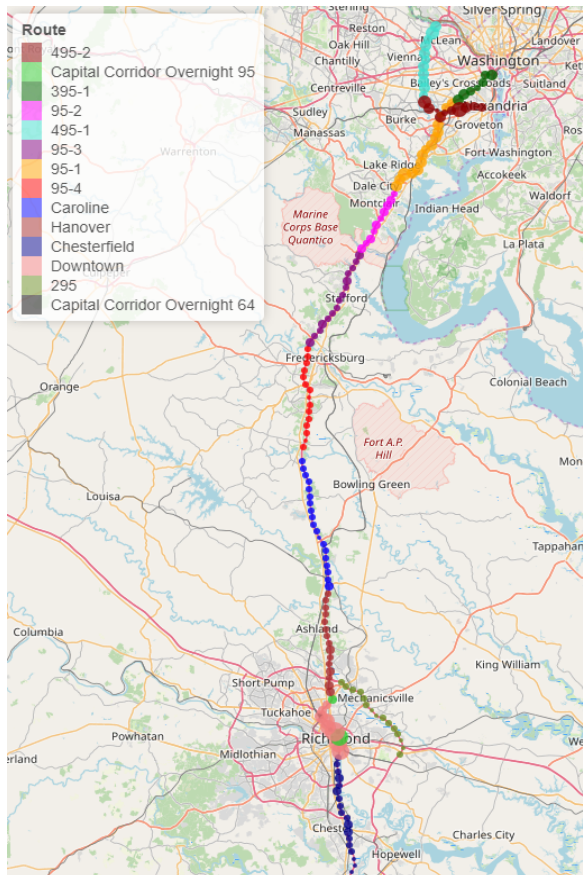 Route
495-2
Capital Corridor Overnight 95
395-1
95-2
495-1
95-3
95-1
95-4
Caroline
Hanover
Chesterfield
Downtown
295
Capital Corridor Overnight 64
Sterling
Silver Spring
Reston
McLean
Landover
Oak Hill
Vienna
Washington
Chantilly
Bailey's Crossroads
Suitland
Centreville
Sudley
Burke
Groveton
Manassas
Warrenton
Fort Washington
Lake Ridge
Accokeek
Dale City
Waldorf
Montclair
Indian Head
Marine
Corps Base
Quantico
La Plata
Stafford
Fredericksburg
Orange
Colonial Beach
Fort A.P.
Hill
Louisa
Bowling Green
Tappahan
Columbia
Ashland
King William
Short Pump
Mechanicsville
Tuckahoe
Powhatan
Richmond
erland
Midlothian
Charles City
Hopewell